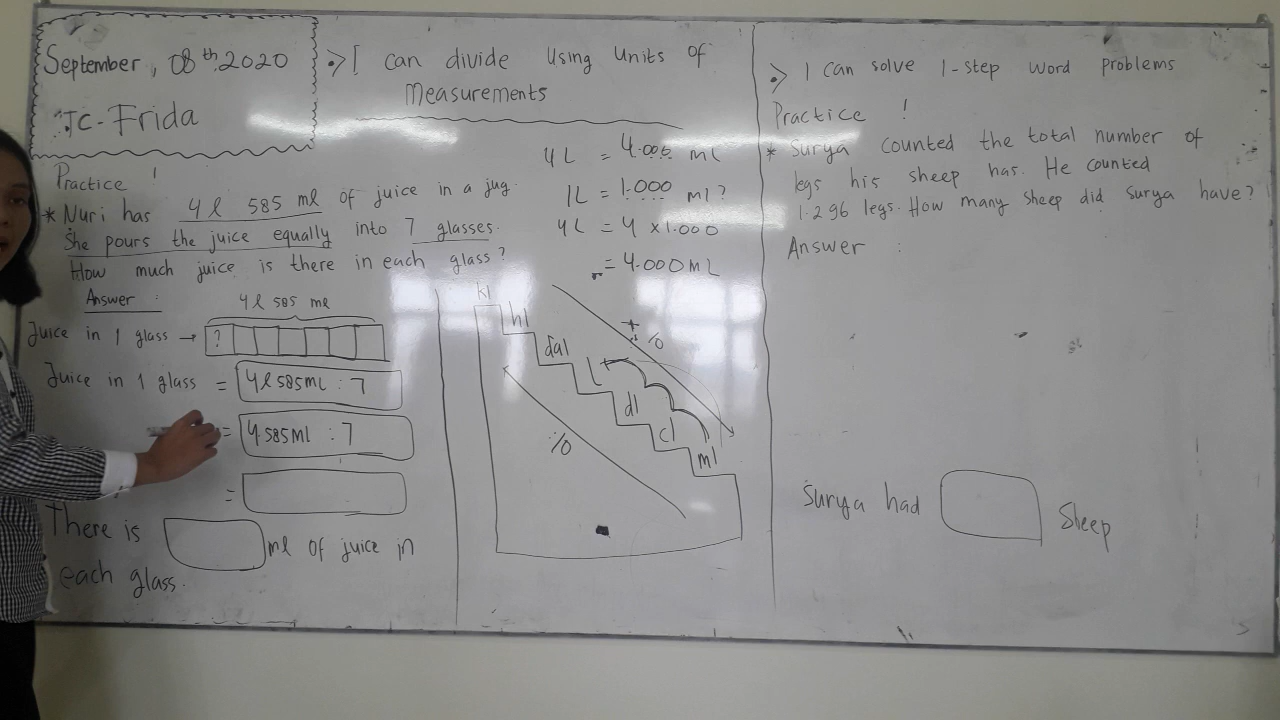 September, 08th 2020
Tc-Frida
I can divide Using Units of
Measurements
Practice !
* Nuri has 4 l 585 ml of juice in a jug.
She pours the juice equally into 7 glasses.
How much juice is there in each glass?
Answer :
4 l 585 ml
Juice in 1 glass → ?
Juice in 1 glass = 4 l 585 ml : 7
= 4.585 ml : 7
=
There is ml of juice in
each glass.
4 L = 4.000 ml
1 L = 1.000 ml ?
4 L = 4 x 1.000
= 4.000 mL
kl
hl
dal
L
dl
cl
ml
I can solve 1-step word problems
Practice !
* Surya counted the total number of
legs his sheep has. He counted
1.296 legs. How many sheep did Surya have?
Answer :
Surya had Sheep